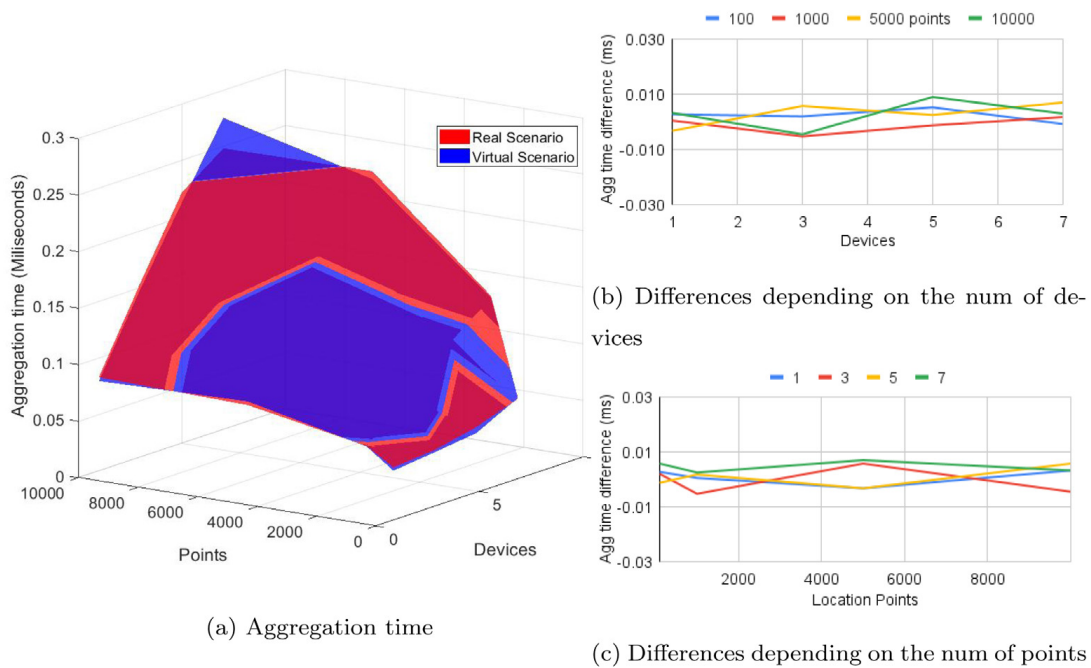 0.3
0.25
0.2
0.15
0.1
0.05
0
Aggregation time (Miliseconds)
Real Scenario
Virtual Scenario
10000
8000
6000
4000
2000
0
Points
0
5
Devices
(a) Aggregation time
100 1000 5000 points 10000
0.030
0.010
-0.010
-0.030
Agg time difference (ms)
1 2 3 4 5 6 7
Devices
(b) Differences depending on the num of de-
vices
1 3 5 7
0.03
0.01
-0.01
-0.03
Agg time difference (ms)
2000 4000 6000 8000
Location Points
(c) Differences depending on the num of points